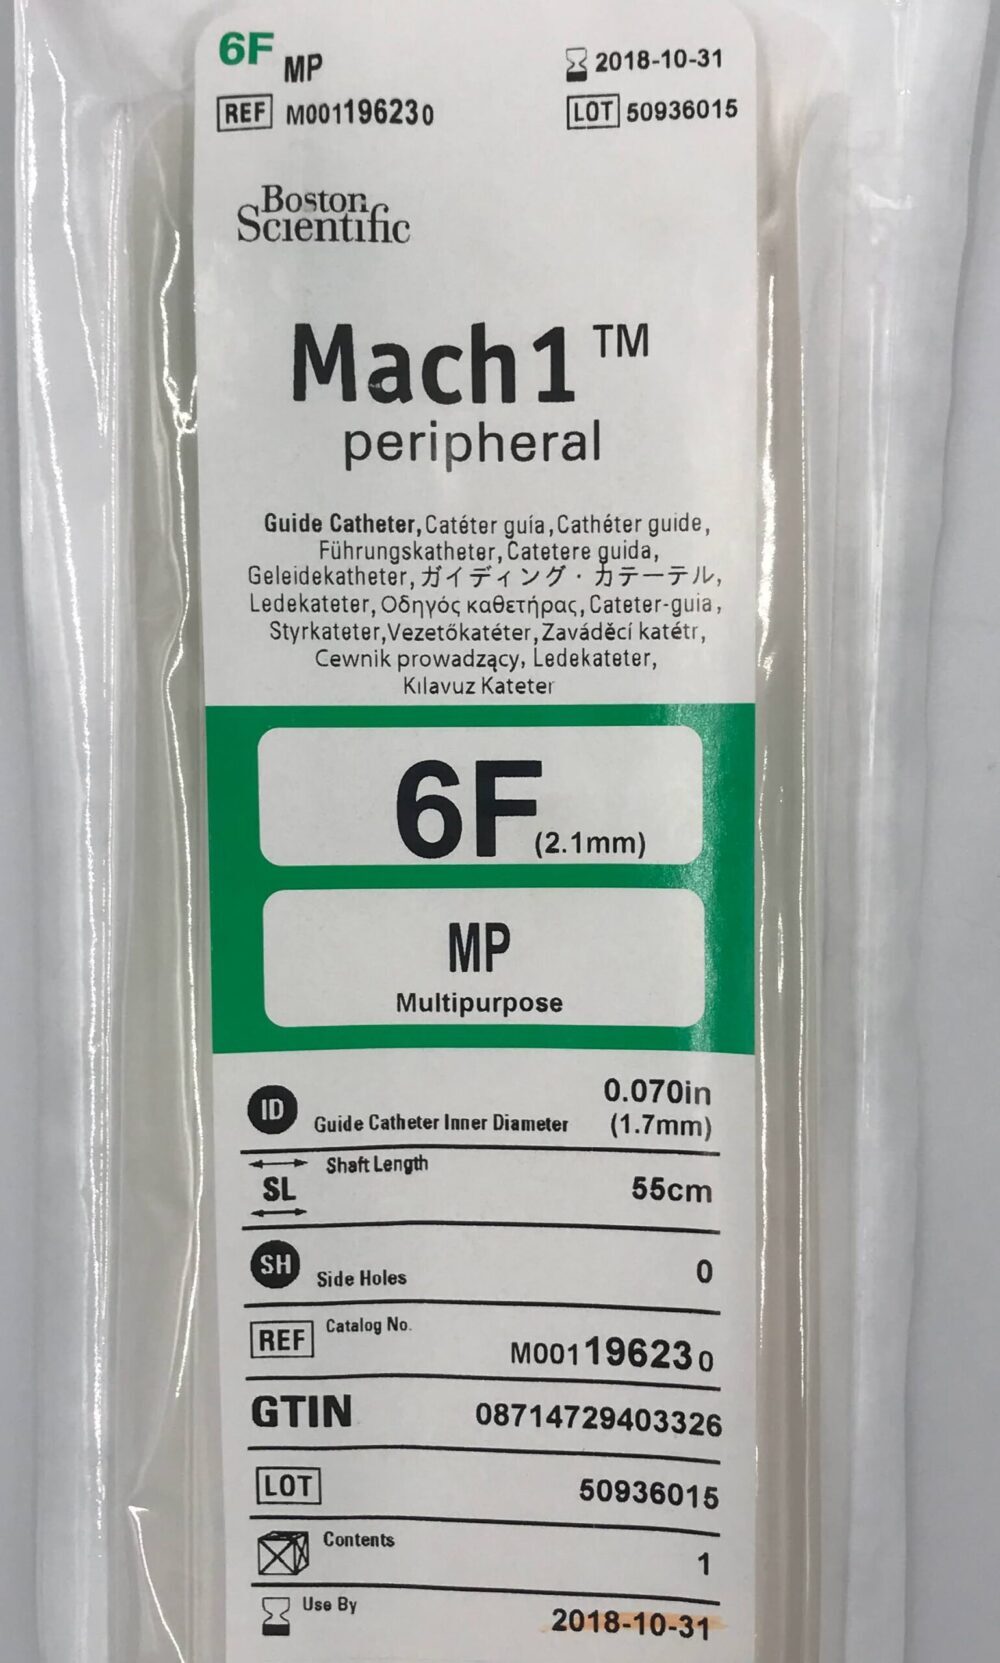 6F MP
2018-10-31
REF M001196230
LOT 50936015
Boston
Scientific
Mach1™
peripheral
Guide Catheter, Catéter guía, Cathéter guide,
Führungskatheter, Catetere guida,
Geleidekatheter, ガイディング・カテーテル,
Ledekateter, Οδηγός καθετήρας, Cateter-guia,
Styrkateter, Vezetőkatéter, Zaváděcí katétr,
Cewnik prowadzący, Ledekateter,
Kılavuz Kateter
6F (2.1mm)
MP
Multipurpose
ID Guide Catheter Inner Diameter 0.070in
(1.7mm)
Shaft Length
SL 55cm
SH Side Holes 0
REF Catalog No. M001196230
GTIN 08714729403326
LOT 50936015
Contents 1
Use By 2018-10-31